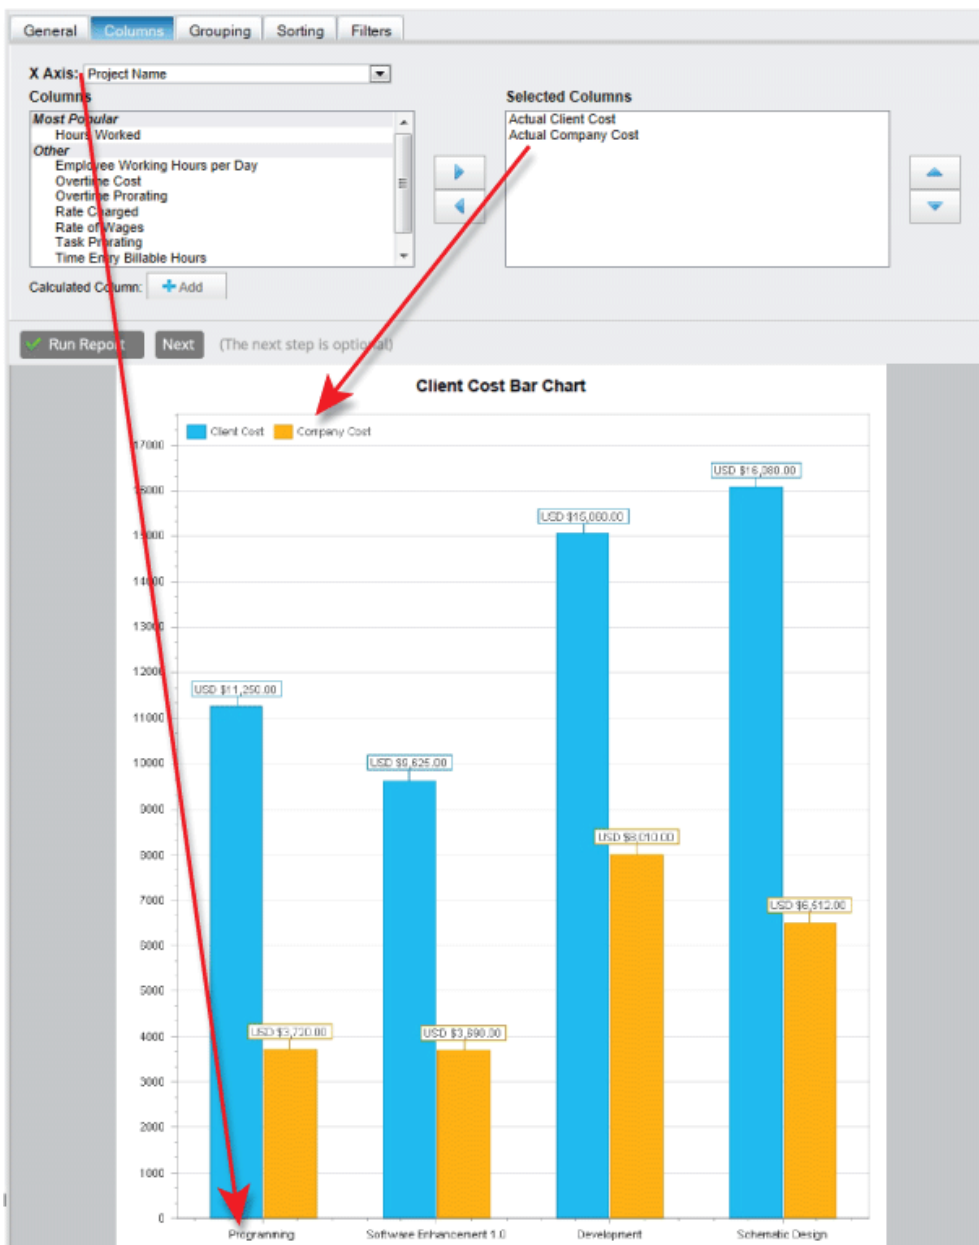 General Columns Grouping Sorting Filters
X Axis: Project Name
Columns
Most Popular
Hours Worked
Other
Employee Working Hours per Day
Overtime Cost
Overtime Prorating
Rate Charged
Rate of Wages
Task Prorating
Time Entry Billable Hours
Selected Columns
Actual Client Cost
Actual Company Cost
Calculated Column: Add
Run Report Next (The next step is optional)
Client Cost Bar Chart
Client Cost Company Cost
17000
16000
15000
14000
13000
12000
11000
10000
9000
8000
7000
6000
5000
4000
3000
2000
1000
0
USD $11,250.00
USD $3,720.00
USD $9,625.00
USD $3,690.00
USD $15,060.00
USD $8,010.00
USD $16,080.00
USD $6,512.00
Programming Software Enhancement 1.0 Development Schematic Design